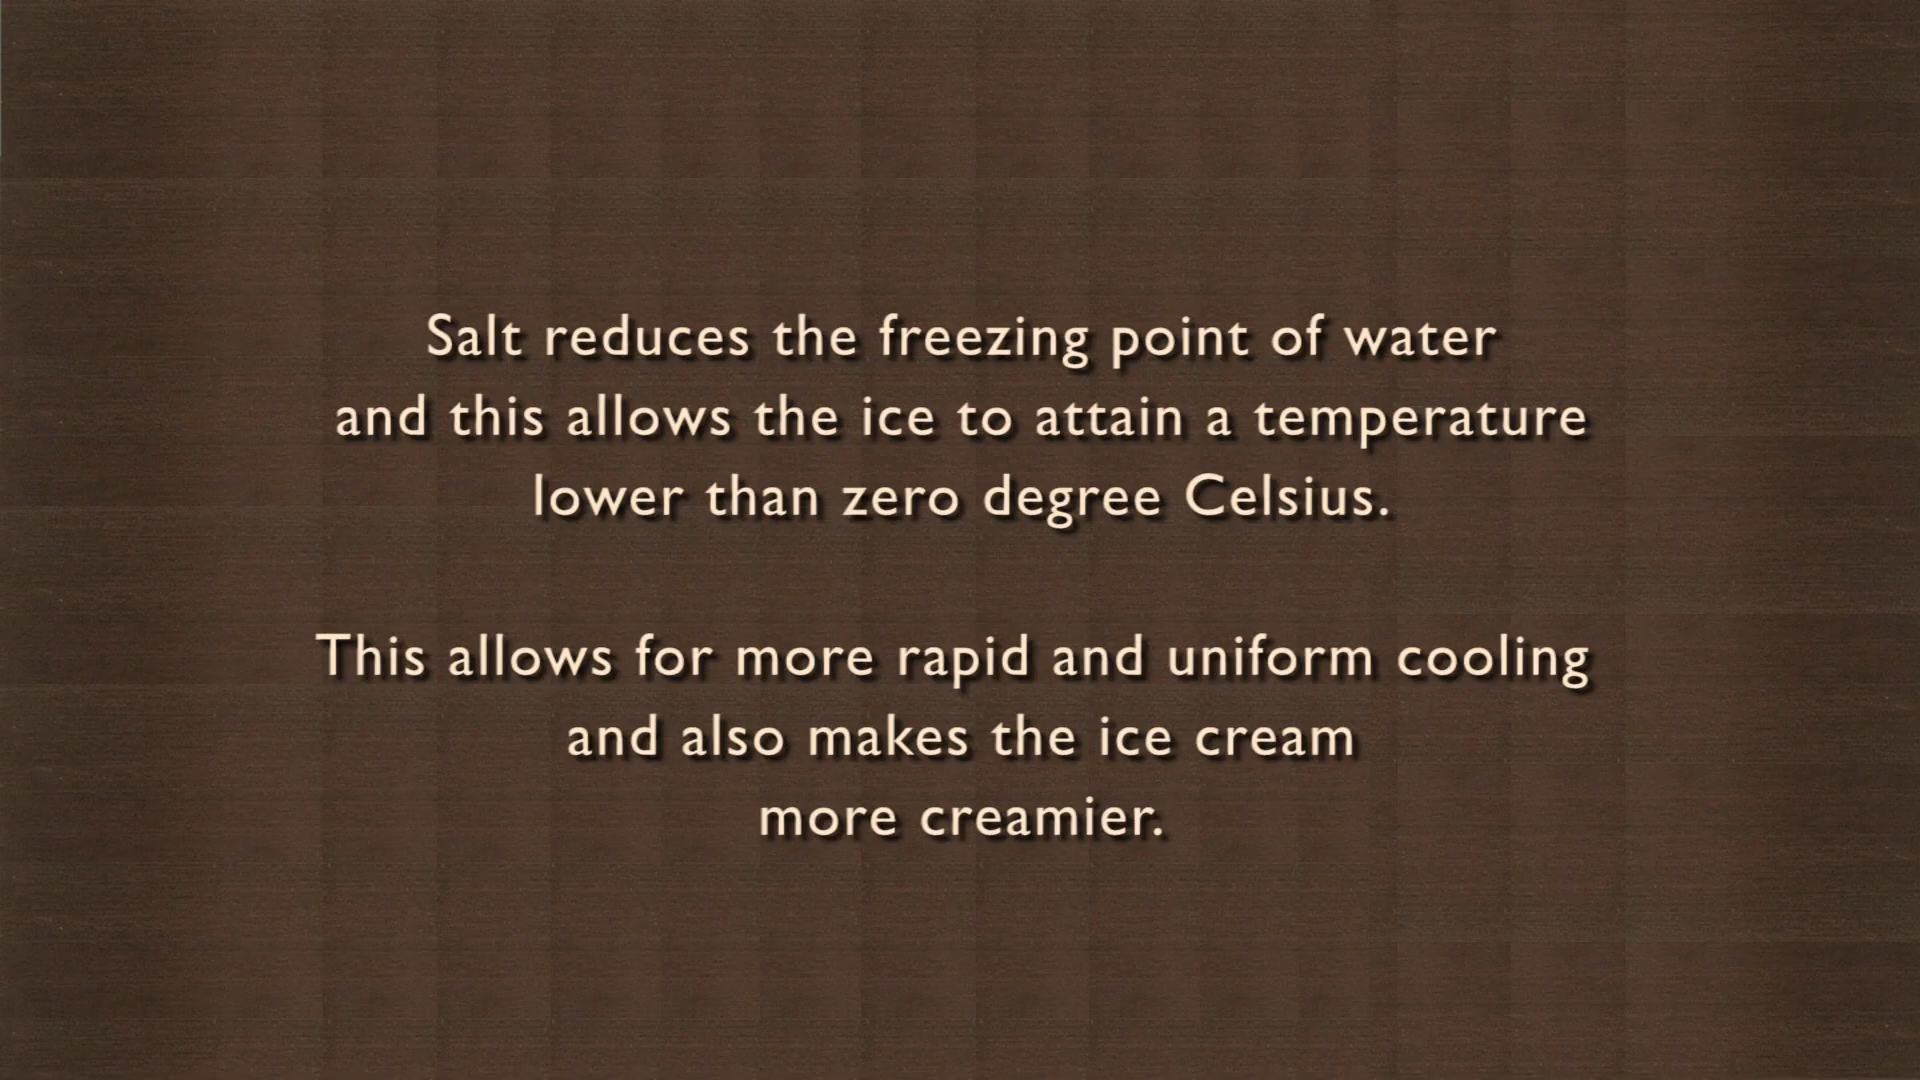 Salt reduces the freezing point of water
and this allows the ice to attain a temperature
lower than zero degree Celsius.
This allows for more rapid and uniform cooling
and also makes the ice cream
more creamier.